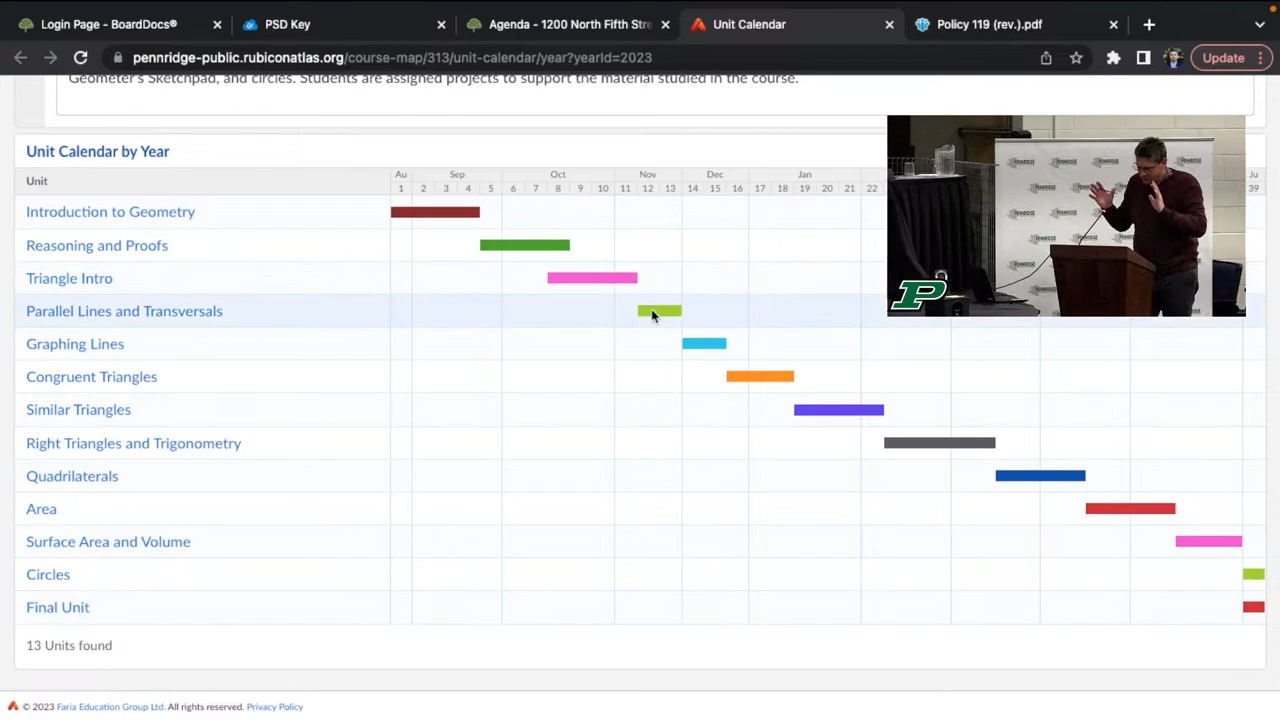 Login Page - BoardDocs®
PSD Key
Agenda - 1200 North Fifth Stre
Unit Calendar
Policy 119 (rev.).pdf
pennridge-public.rubiconatlas.org/course-map/313/unit-calendar/year?yearId=2023
Update
Geometer's Sketchpad, and circles. Students are assigned projects to support the material studied in the course.
Unit Calendar by Year
Unit
Au Sep Oct Nov Dec Jan Ju
1 2 3 4 5 6 7 8 9 10 11 12 13 14 15 16 17 18 19 20 21 22 39
Introduction to Geometry
Reasoning and Proofs
Triangle Intro
Parallel Lines and Transversals
Graphing Lines
Congruent Triangles
Similar Triangles
Right Triangles and Trigonometry
Quadrilaterals
Area
Surface Area and Volume
Circles
Final Unit
13 Units found
PENNRIDGE
PENNRIDGE
PENNRIDGE
P
© 2023 Faria Education Group Ltd. All rights reserved. Privacy Policy